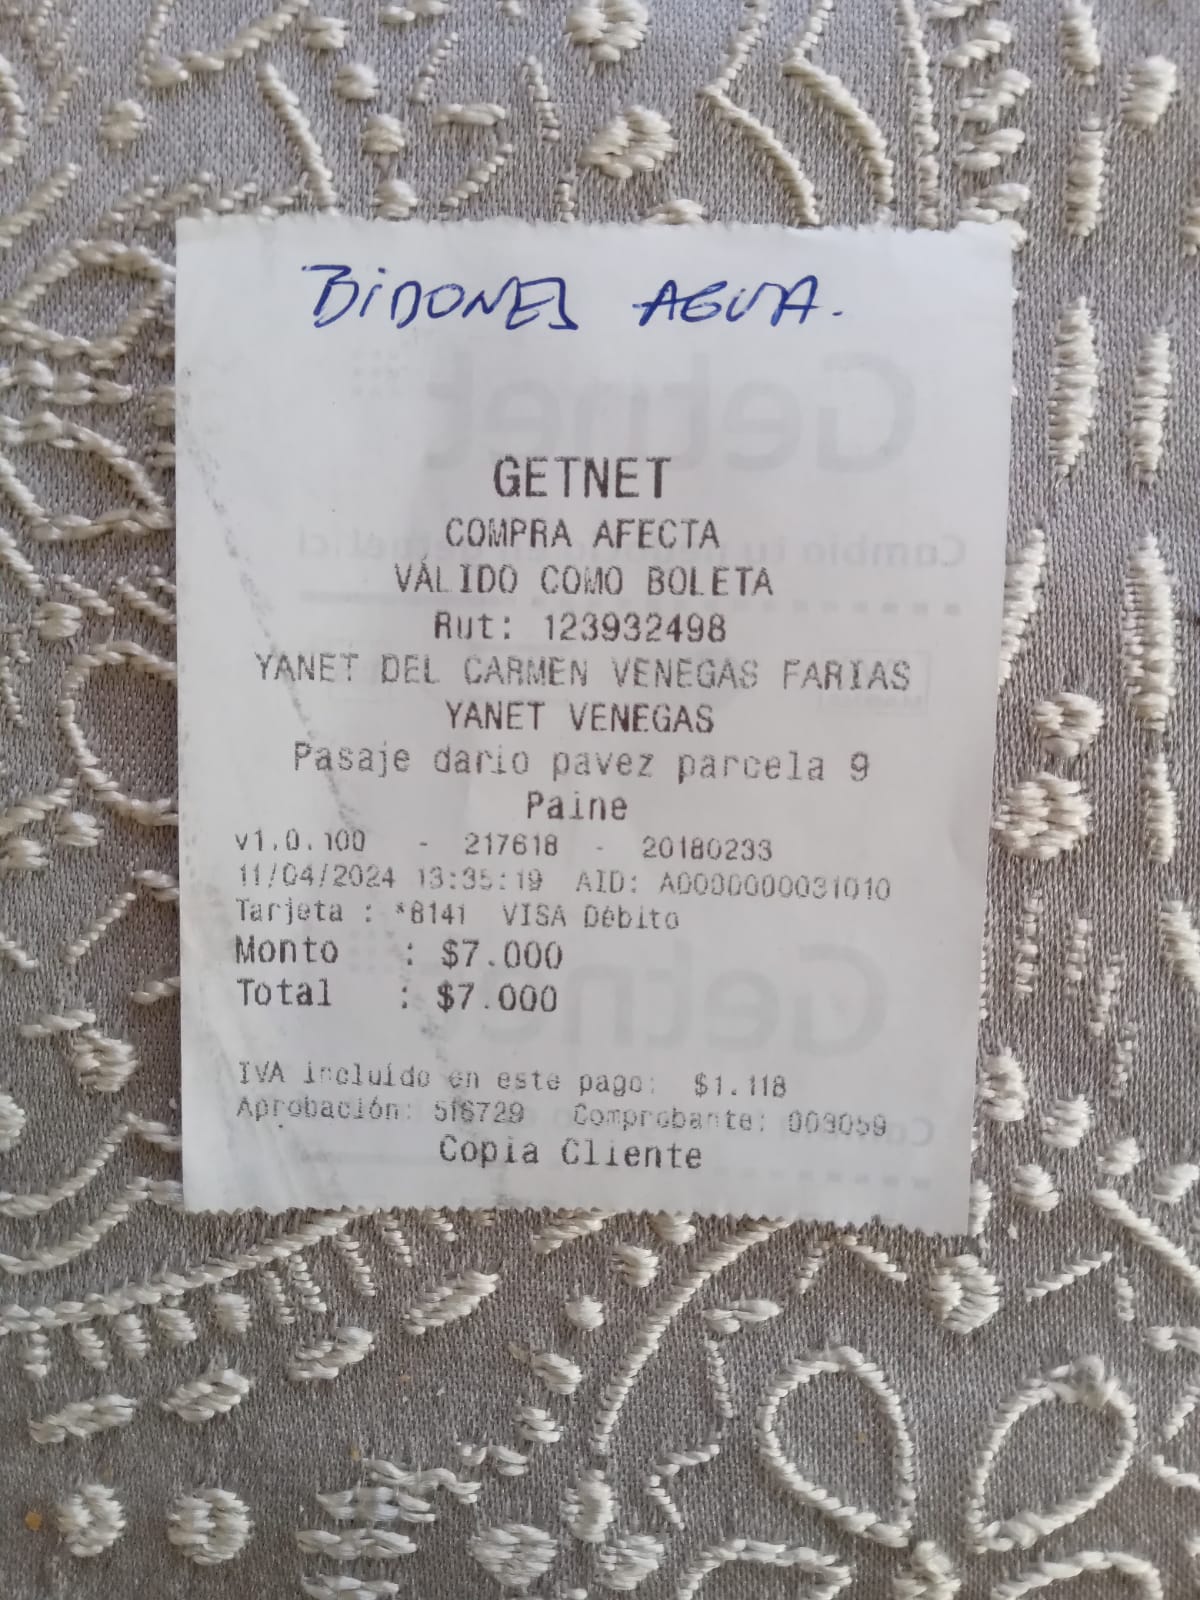 BIDONES AGUA.
GETNET
COMPRA AFECTA
VÁLIDO COMO BOLETA
Rut: 123932498
YANET DEL CARMEN VENEGAS FARIAS
YANET VENEGAS
Pasaje dario pavez parcela 9
Paine
v1.0.100 - 217618 - 20180233
11/04/2024 13:35:19 AID: A0000000031010
Tarjeta : *8141 VISA Débito
Monto : $7.000
Total : $7.000
IVA incluido en este pago: $1.118
Aprobación: Comprobante: 003059
Copia Cliente